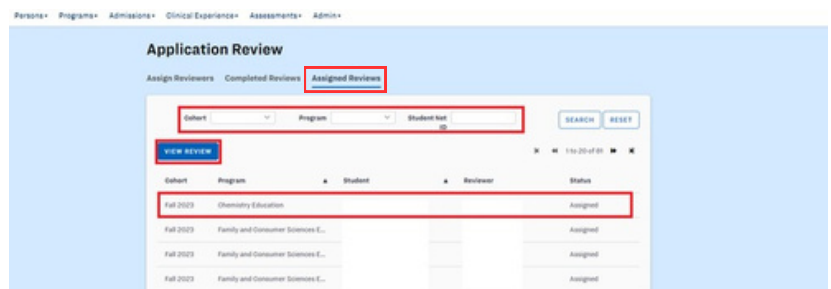 Persons▾ Programs▾ Admissions▾ Clinical Experience▾ Assessments▾ Admin▾
Application Review
Assign Reviewers Completed Reviews Assigned Reviews
Cohort Program Student Net ID SEARCH RESET
VIEW REVIEW 1 to 20 of 81
Cohort Program ▲ Student ▲ Reviewer Status
Fall 2023 Chemistry Education Assigned
Fall 2023 Family and Consumer Sciences E... Assigned
Fall 2023 Family and Consumer Sciences E... Assigned
Fall 2023 Family and Consumer Sciences E... Assigned